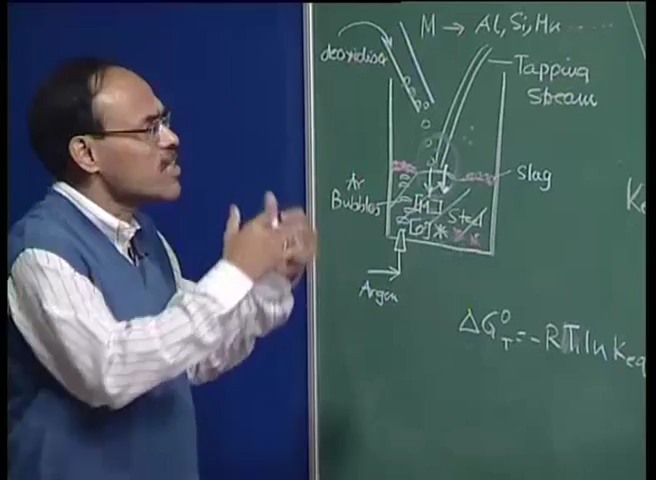 M → Al, Si, Mn ......
deoxidiser
Tapping
stream
Slag
Ar
Bubbles
[M]
[O]
Steel
Argon
ΔG°T = -RT ln Keq